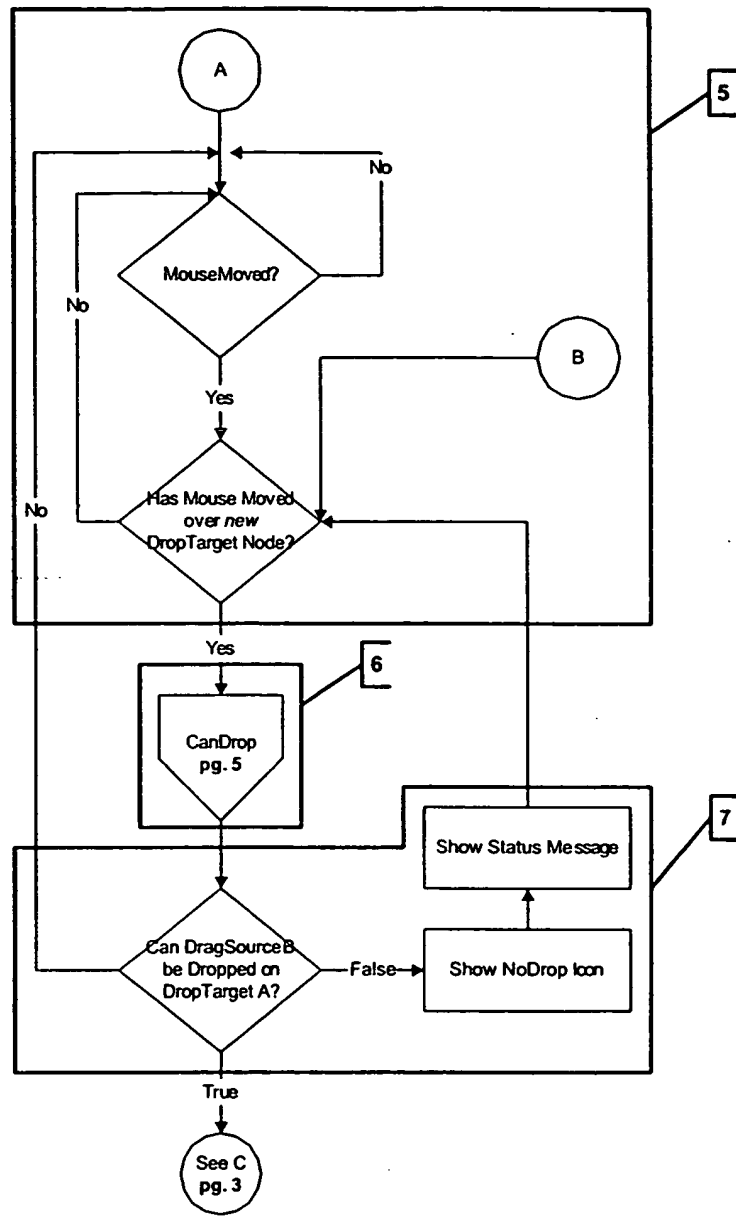 A
5
No
MouseMoved?
No
B
Yes
Has Mouse Moved
over new
DropTarget Node?
No
Yes
6
CanDrop
pg. 5
7
Show Status Message
Can DragSourceB
be Dropped on
DropTarget A?
False
Show NoDrop Icon
True
See C
pg. 3